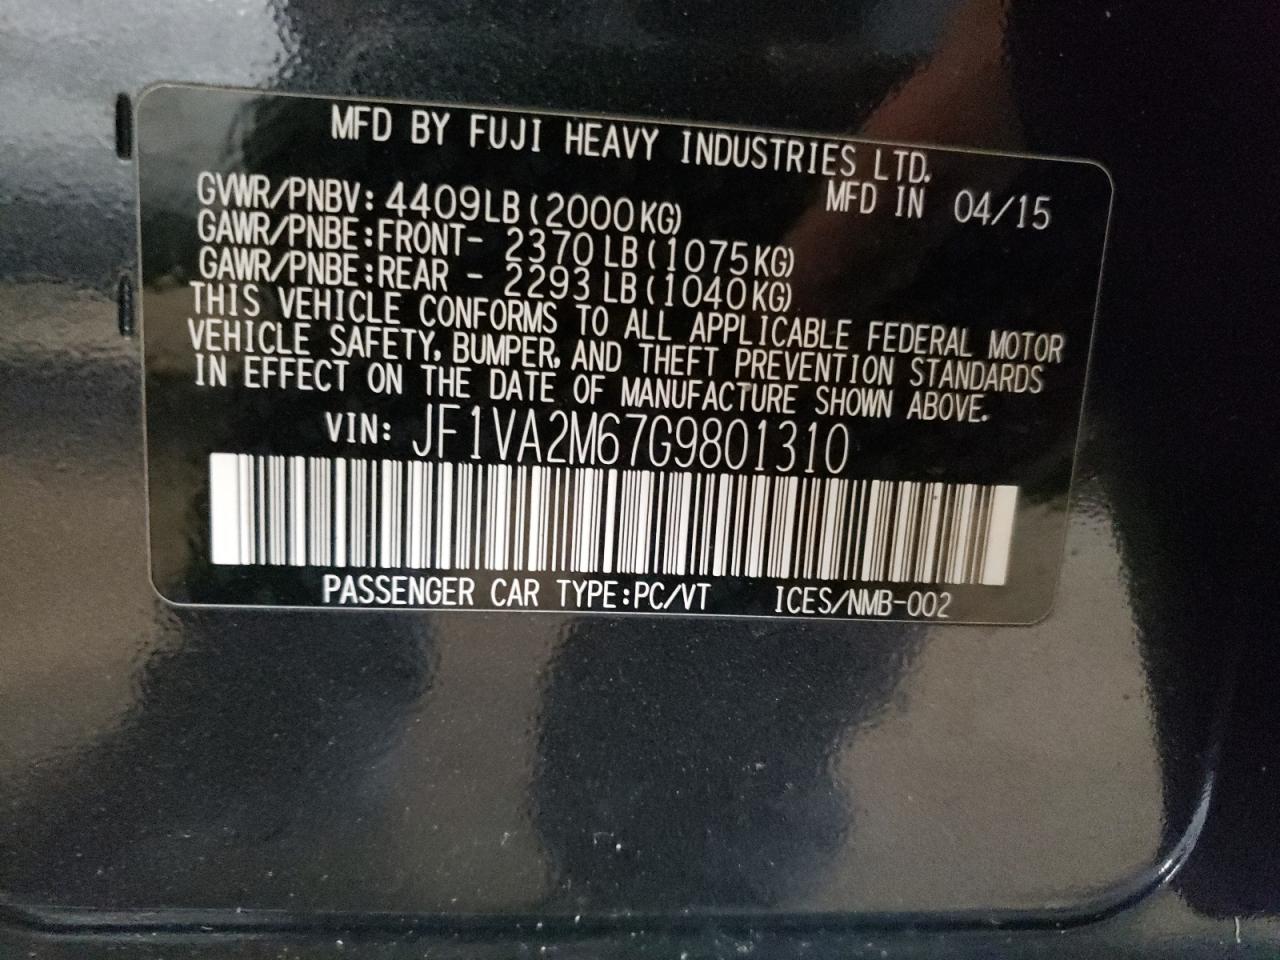 MFD BY FUJI HEAVY INDUSTRIES LTD.
MFD IN 04/15
GVWR/PNBV: 4409LB(2000KG)
GAWR/PNBE:FRONT- 2370LB(1075KG)
GAWR/PNBE:REAR - 2293LB(1040KG)
THIS VEHICLE CONFORMS TO ALL APPLICABLE FEDERAL MOTOR
VEHICLE SAFETY, BUMPER, AND THEFT PREVENTION STANDARDS
IN EFFECT ON THE DATE OF MANUFACTURE SHOWN ABOVE.
VIN: JF1VA2M67G9801310
PASSENGER CAR TYPE:PC/VT ICES/NMB-002